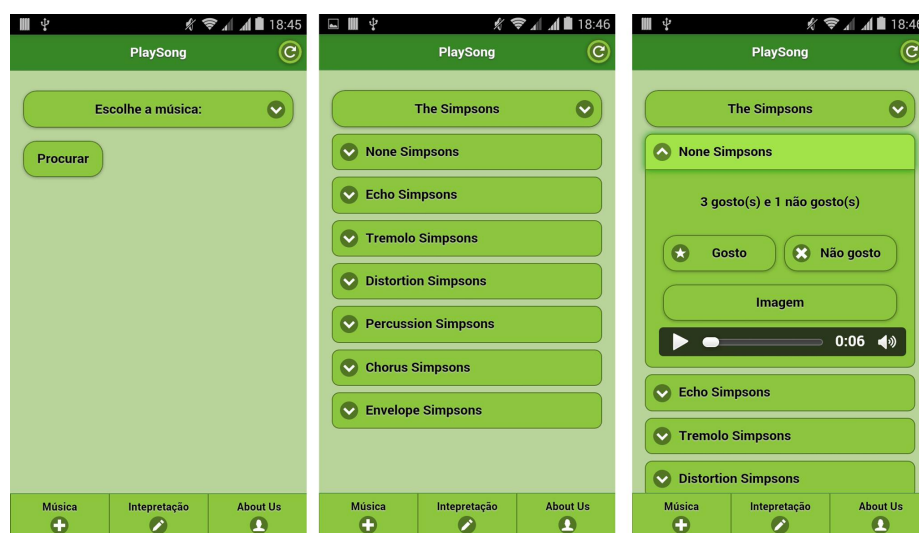 18:45
PlaySong
Escolhe a música:
Procurar
Música
Intepretação
About Us
18:46
PlaySong
The Simpsons
None Simpsons
Echo Simpsons
Tremolo Simpsons
Distortion Simpsons
Percussion Simpsons
Chorus Simpsons
Envelope Simpsons
Música
Intepretação
About Us
18:46
PlaySong
The Simpsons
None Simpsons
3 gosto(s) e 1 não gosto(s)
Gosto
Não gosto
Imagem
0:06
Echo Simpsons
Tremolo Simpsons
Distortion Simpsons
Música
Intepretação
About Us